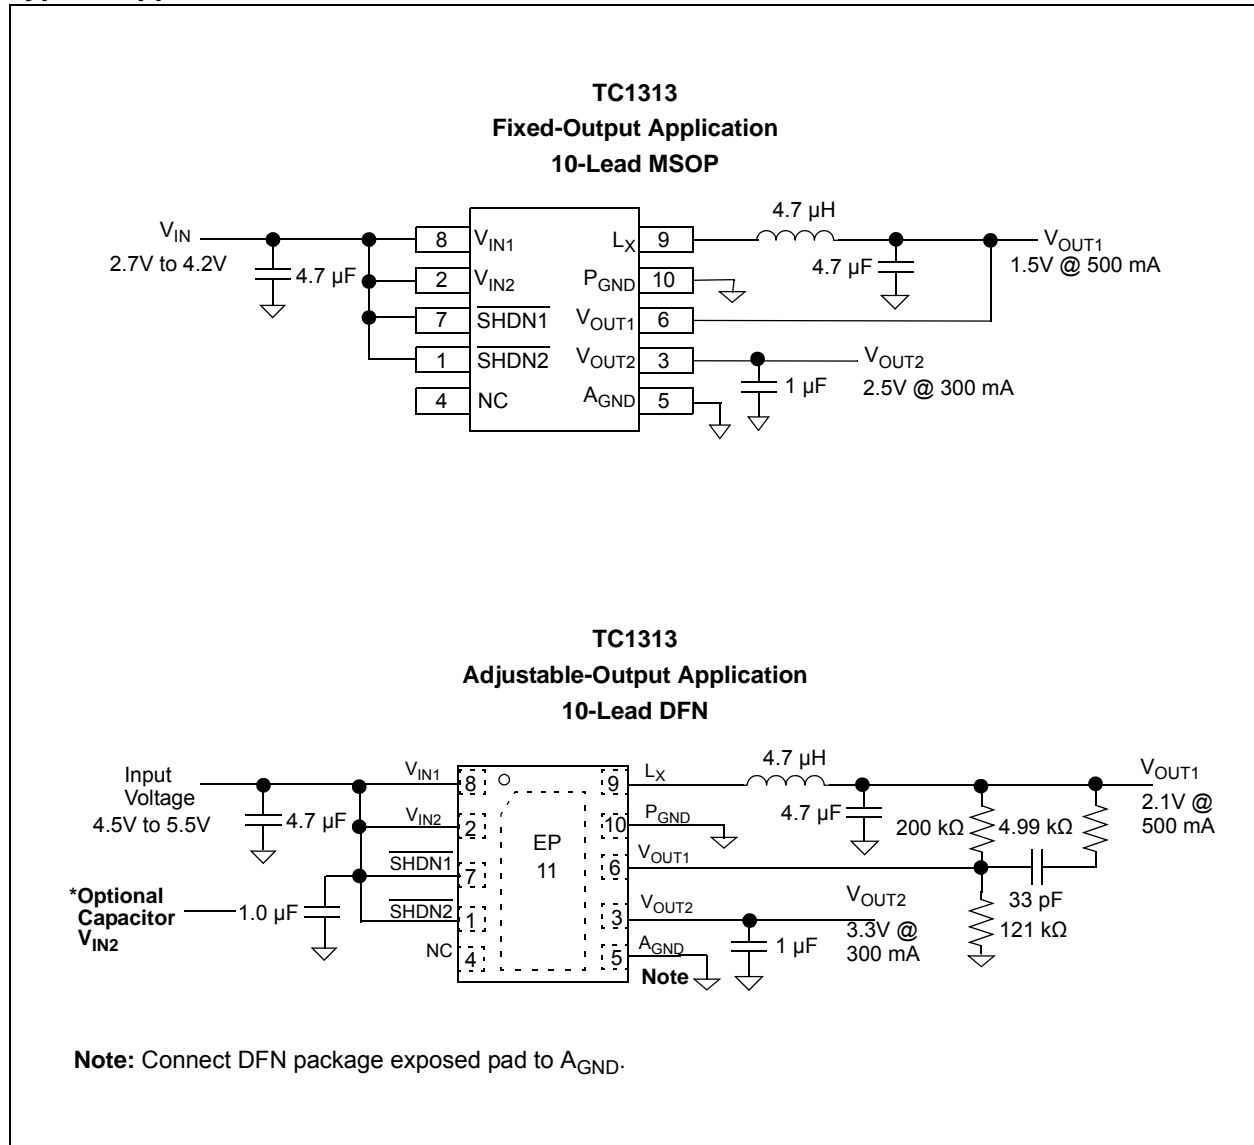 TC1313
Fixed-Output Application
10-Lead MSOP
VIN
2.7V to 4.2V
4.7 µF
8 VIN1
2 VIN2
7 SHDN1
1 SHDN2
4 NC
LX 9
PGND 10
VOUT1 6
VOUT2 3
AGND 5
4.7 µH
4.7 µF
VOUT1
1.5V @ 500 mA
1 µF
VOUT2
2.5V @ 300 mA
TC1313
Adjustable-Output Application
10-Lead DFN
Input
Voltage
4.5V to 5.5V
4.7 µF
*Optional
Capacitor
VIN2
1.0 µF
VIN1 8
VIN2 2
SHDN1 7
SHDN2 1
NC 4
EP
11
9 LX
10 PGND
6 VOUT1
3 VOUT2
5 AGND
Note
4.7 µH
4.7 µF
200 kΩ
4.99 kΩ
33 pF
121 kΩ
VOUT1
2.1V @
500 mA
1 µF
VOUT2
3.3V @
300 mA
Note: Connect DFN package exposed pad to AGND.